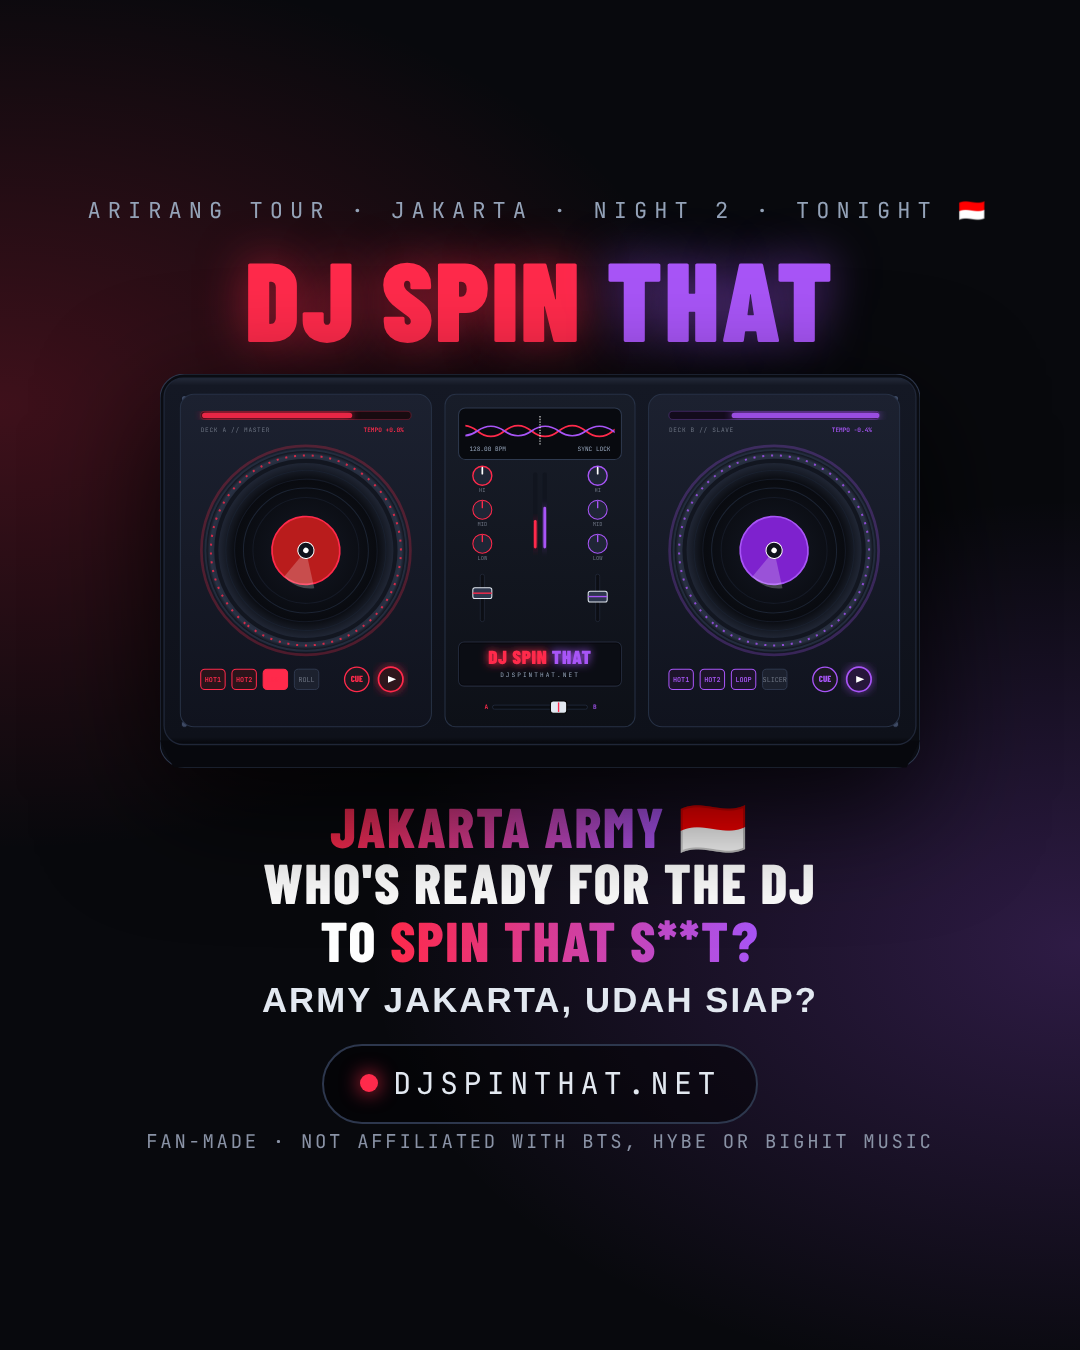 ARIRANG TOUR · JAKARTA · NIGHT 2 · TONIGHT 🇮🇩
DJ SPIN THAT
DECK A // MASTER
TEMPO +0.0%
128.00 BPM
SYNC LOCK
DECK B // SLAVE
TEMPO -0.4%
HI
HI
MID
MID
LOW
LOW
DJ SPIN THAT
DJSPINTHAT.NET
HOT1
HOT2
ROLL
CUE
HOT1
HOT2
LOOP
SLICER
CUE
A
B
JAKARTA ARMY 🇮🇩
WHO'S READY FOR THE DJ
TO SPIN THAT S**T?
ARMY JAKARTA, UDAH SIAP?
DJSPINTHAT.NET
FAN-MADE · NOT AFFILIATED WITH BTS, HYBE OR BIGHIT MUSIC